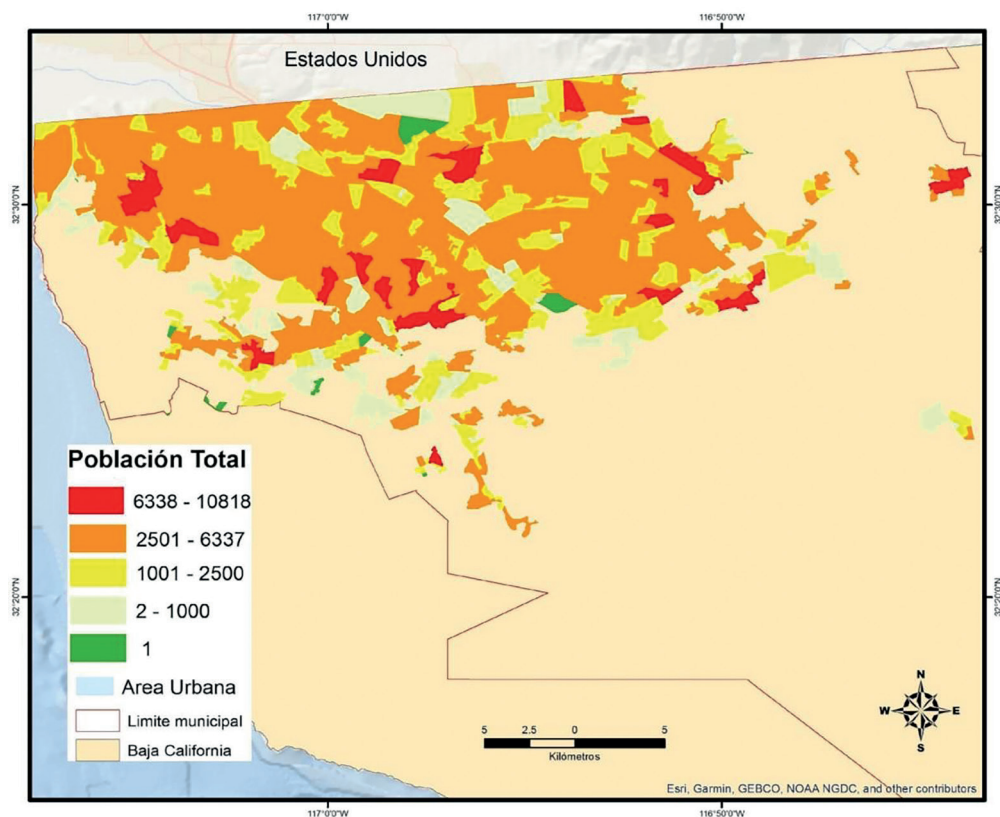 117°0'0"W
116°50'0"W
Estados Unidos
32°30'0"N
32°30'0"N
Población Total
6338 - 10818
2501 - 6337
1001 - 2500
2 - 1000
1
Area Urbana
Limite municipal
Baja California
32°20'0"N
32°20'0"N
N
W
E
S
5
2.5
0
5
Kilómetros
Esri, Garmin, GEBCO, NOAA NGDC, and other contributors
117°0'0"W
116°50'0"W